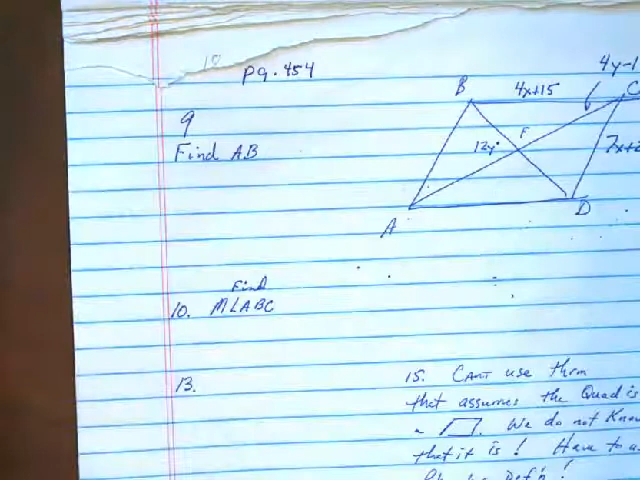 Pg. 454
4y-1
B
4x+15
C
9
F
12y°
7x+2
Find AB
A
D
Find
10. M∠ABC
13.
15. CAN'T use thm
that assumes the Quad is
a ▱. We do not Know
that it is! Have to u